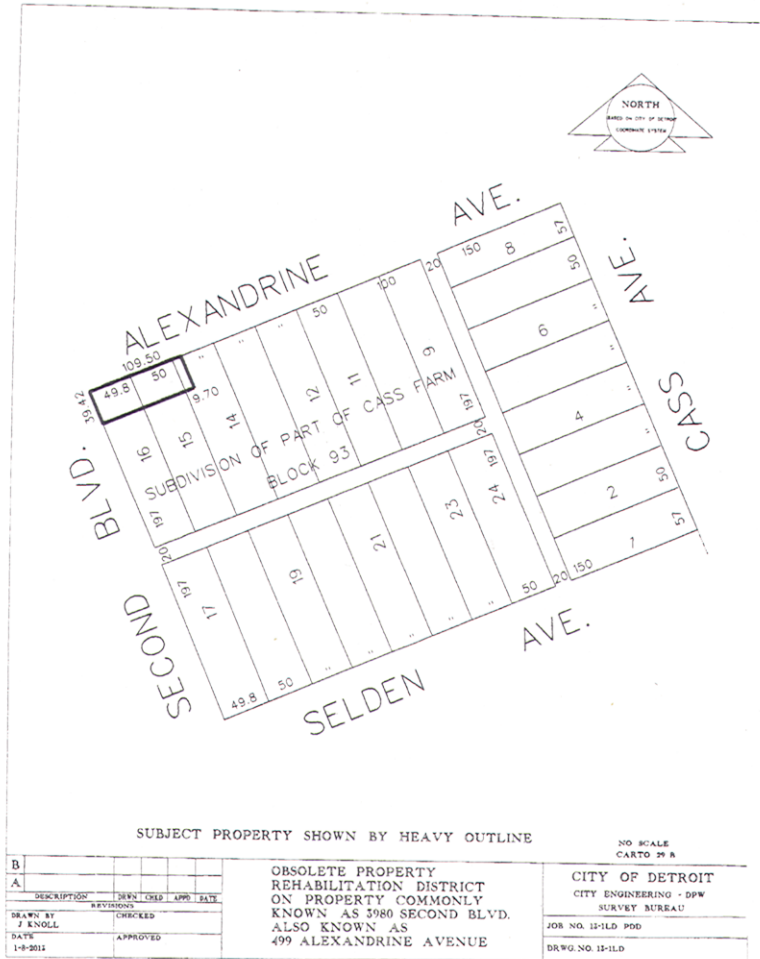 NORTH
BASED ON CITY OF DETROIT
COORDINATE SYSTEM
AVE.
150 8 57
20
50
AVE.
ALEXANDRINE
100
50
"
"
"
109.50
49.8 50
39.42
9.70
6
"
"
9
11
12
14
15
16
SUBDIVISION OF PART OF CASS FARM
BLOCK 93
197
197
20
CASS
4
"
"
BLVD.
20
197
24
23
21
19
17
197
2
50
57
1
150
20
50
"
"
"
"
"
50
49.8
SECOND
SELDEN
AVE.
SUBJECT PROPERTY SHOWN BY HEAVY OUTLINE
NO SCALE
CARTO 29 B
B
A
DESCRIPTION DRWN CHKD APPD DATE
REVISIONS
DRAWN BY
J KNOLL
CHECKED
DATE
APPROVED
OBSOLETE PROPERTY
REHABILITATION DISTRICT
ON PROPERTY COMMONLY
KNOWN AS 3980 SECOND BLVD.
ALSO KNOWN AS
499 ALEXANDRINE AVENUE
CITY OF DETROIT
CITY ENGINEERING - DPW
SURVEY BUREAU
JOB NO. PDD
DRWG. NO.